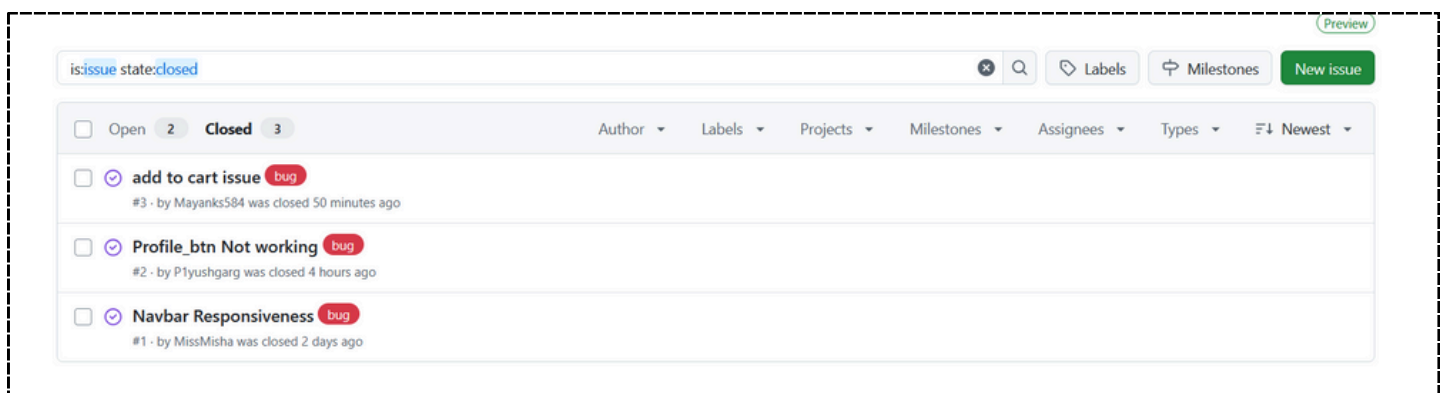 Preview
is:issue state:closed Labels Milestones New issue
Open 2 Closed 3 Author Labels Projects Milestones Assignees Types Newest
add to cart issue bug
#3 · by Mayanks584 was closed 50 minutes ago
Profile_btn Not working bug
#2 · by P1yushgarg was closed 4 hours ago
Navbar Responsiveness bug
#1 · by MissMisha was closed 2 days ago